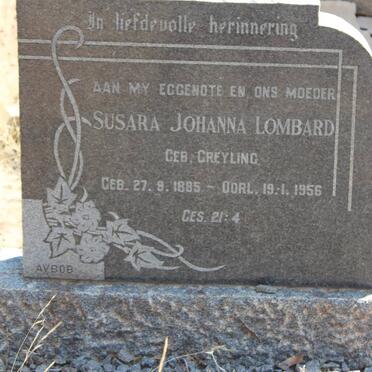 In liefdevolle herinnering
AAN MY EGGENOTE EN ONS MOEDER
SUSARA JOHANNA LOMBARD
GEB. GREYLING
GEB. 27.9.1885 - OORL. 19.1.1956
GES. 21:4
AVBOB